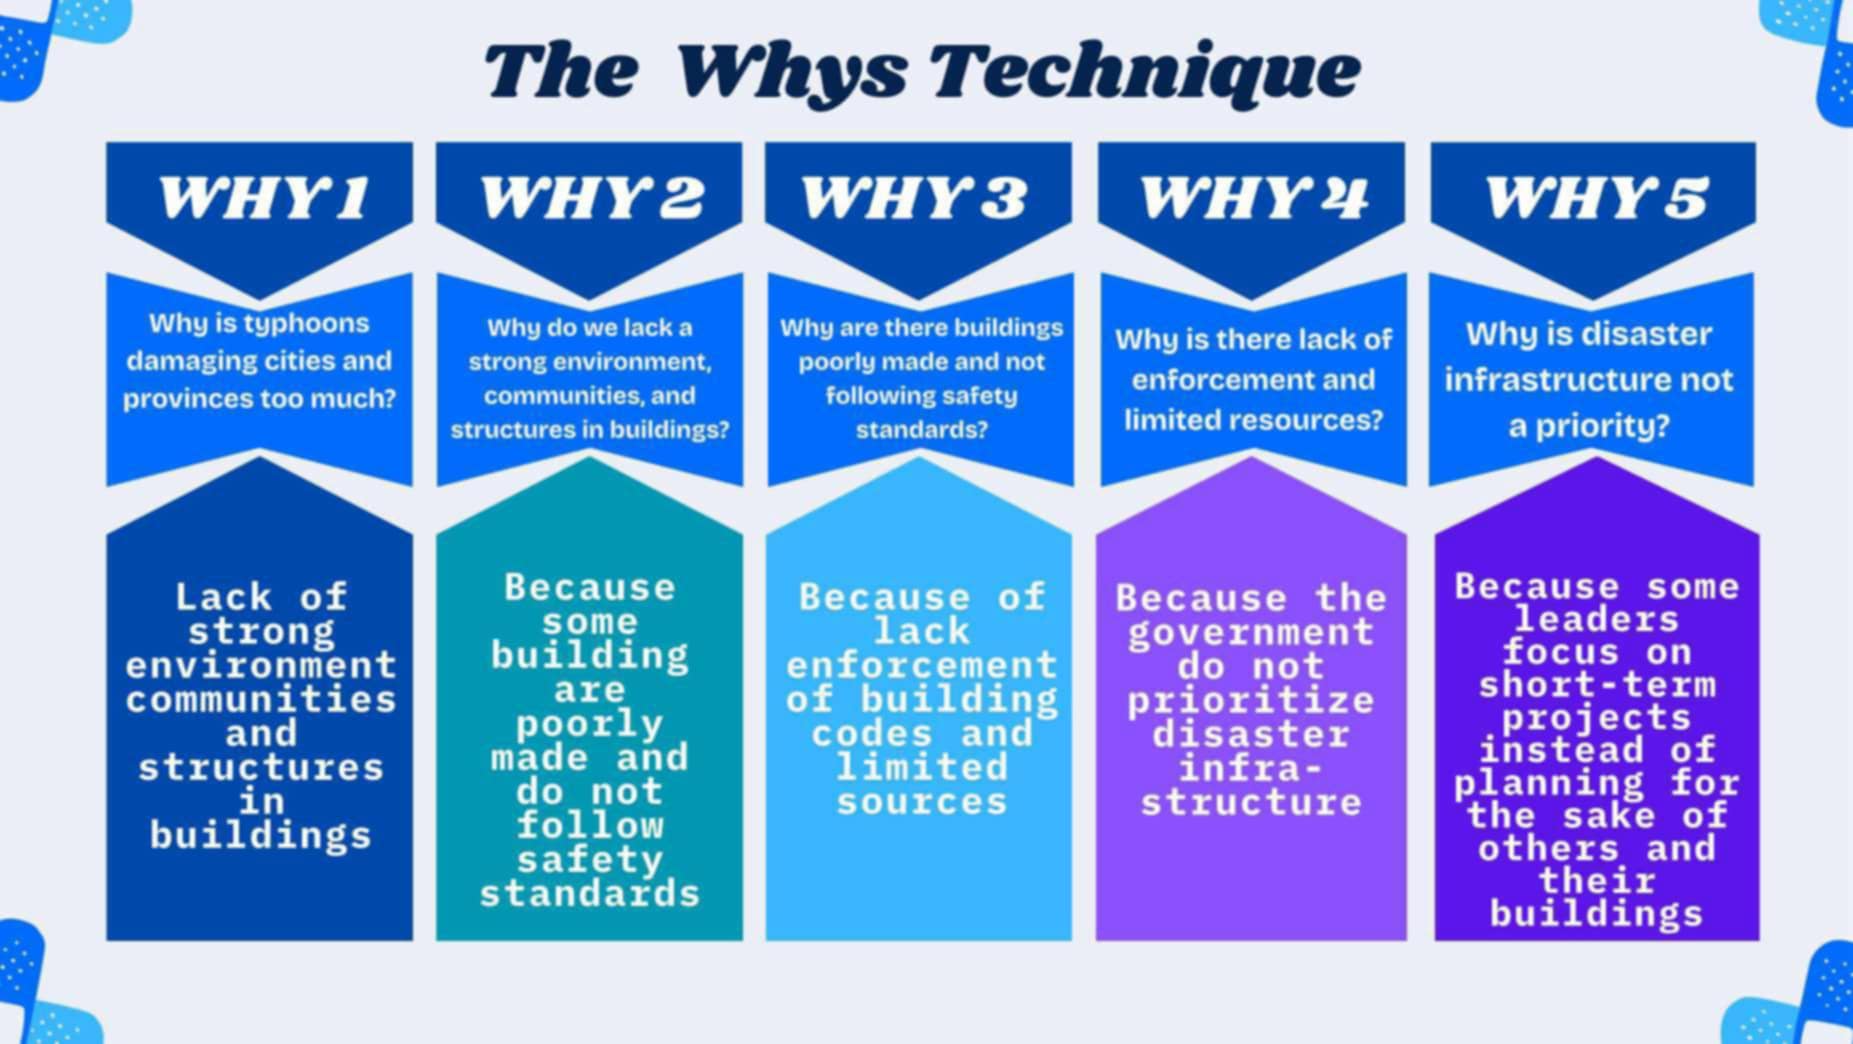 The Whys Technique
WHY 1
Why is typhoons
damaging cities and
provinces too much?
Lack of
strong
environment
communities
and
structures
in
buildings
WHY 2
Why do we lack a
strong environment,
communities, and
structures in buildings?
Because
some
building
are
poorly
made and
do not
follow
safety
standards
WHY 3
Why are there buildings
poorly made and not
following safety
standards?
Because of
lack
enforcement
of building
codes and
limited
sources
WHY 4
Why is there lack of
enforcement and
limited resources?
Because the
government
do not
prioritize
disaster
infra-
structure
WHY 5
Why is disaster
infrastructure not
a priority?
Because some
leaders
focus on
short-term
projects
instead of
planning for
the sake of
others and
their
buildings